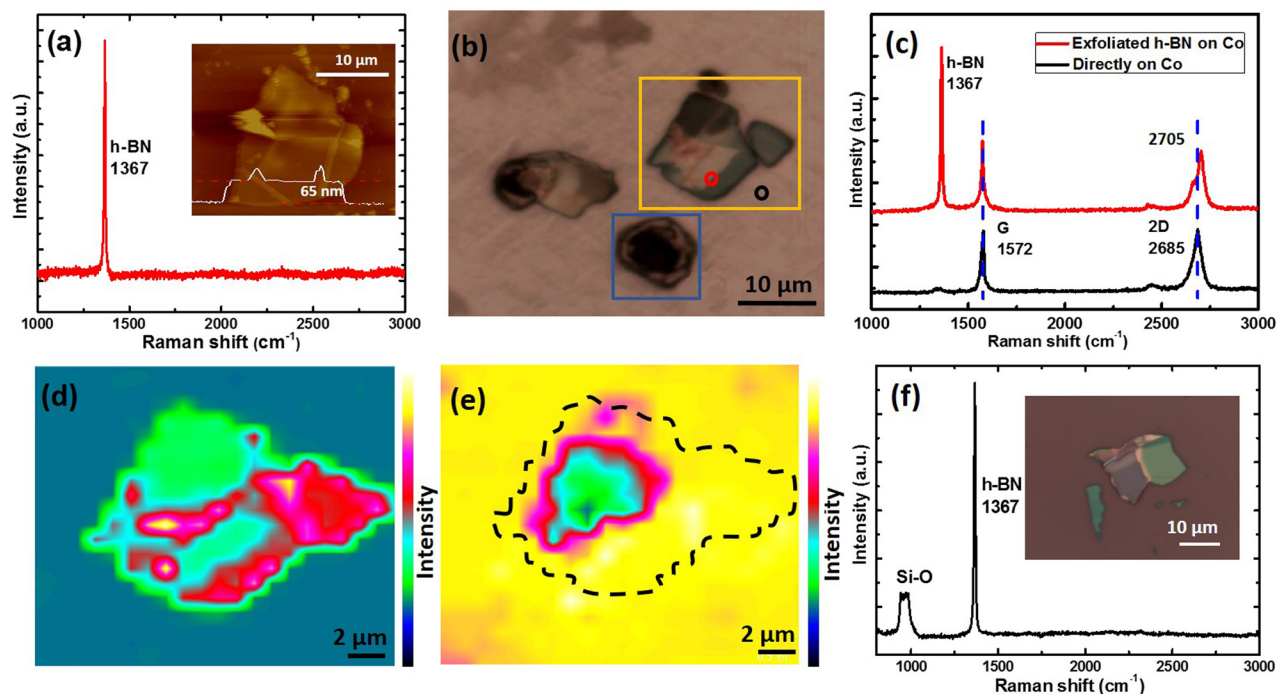 (a)
Intensity (a.u.)
h-BN
1367
10 µm
65 nm
1000 1500 2000 2500 3000
Raman shift (cm-1)
(b)
10 µm
(c)
Intensity (a.u.)
Exfoliated h-BN on Co
Directly on Co
h-BN
1367
2705
G
1572
2D
2685
1000 1500 2000 2500 3000
Raman shift (cm-1)
(d)
2 µm
Intensity
(e)
2 µm
Intensity
(f)
Intensity (a.u.)
Si-O
h-BN
1367
10 µm
1000 1500 2000 2500 3000
Raman shift (cm-1)